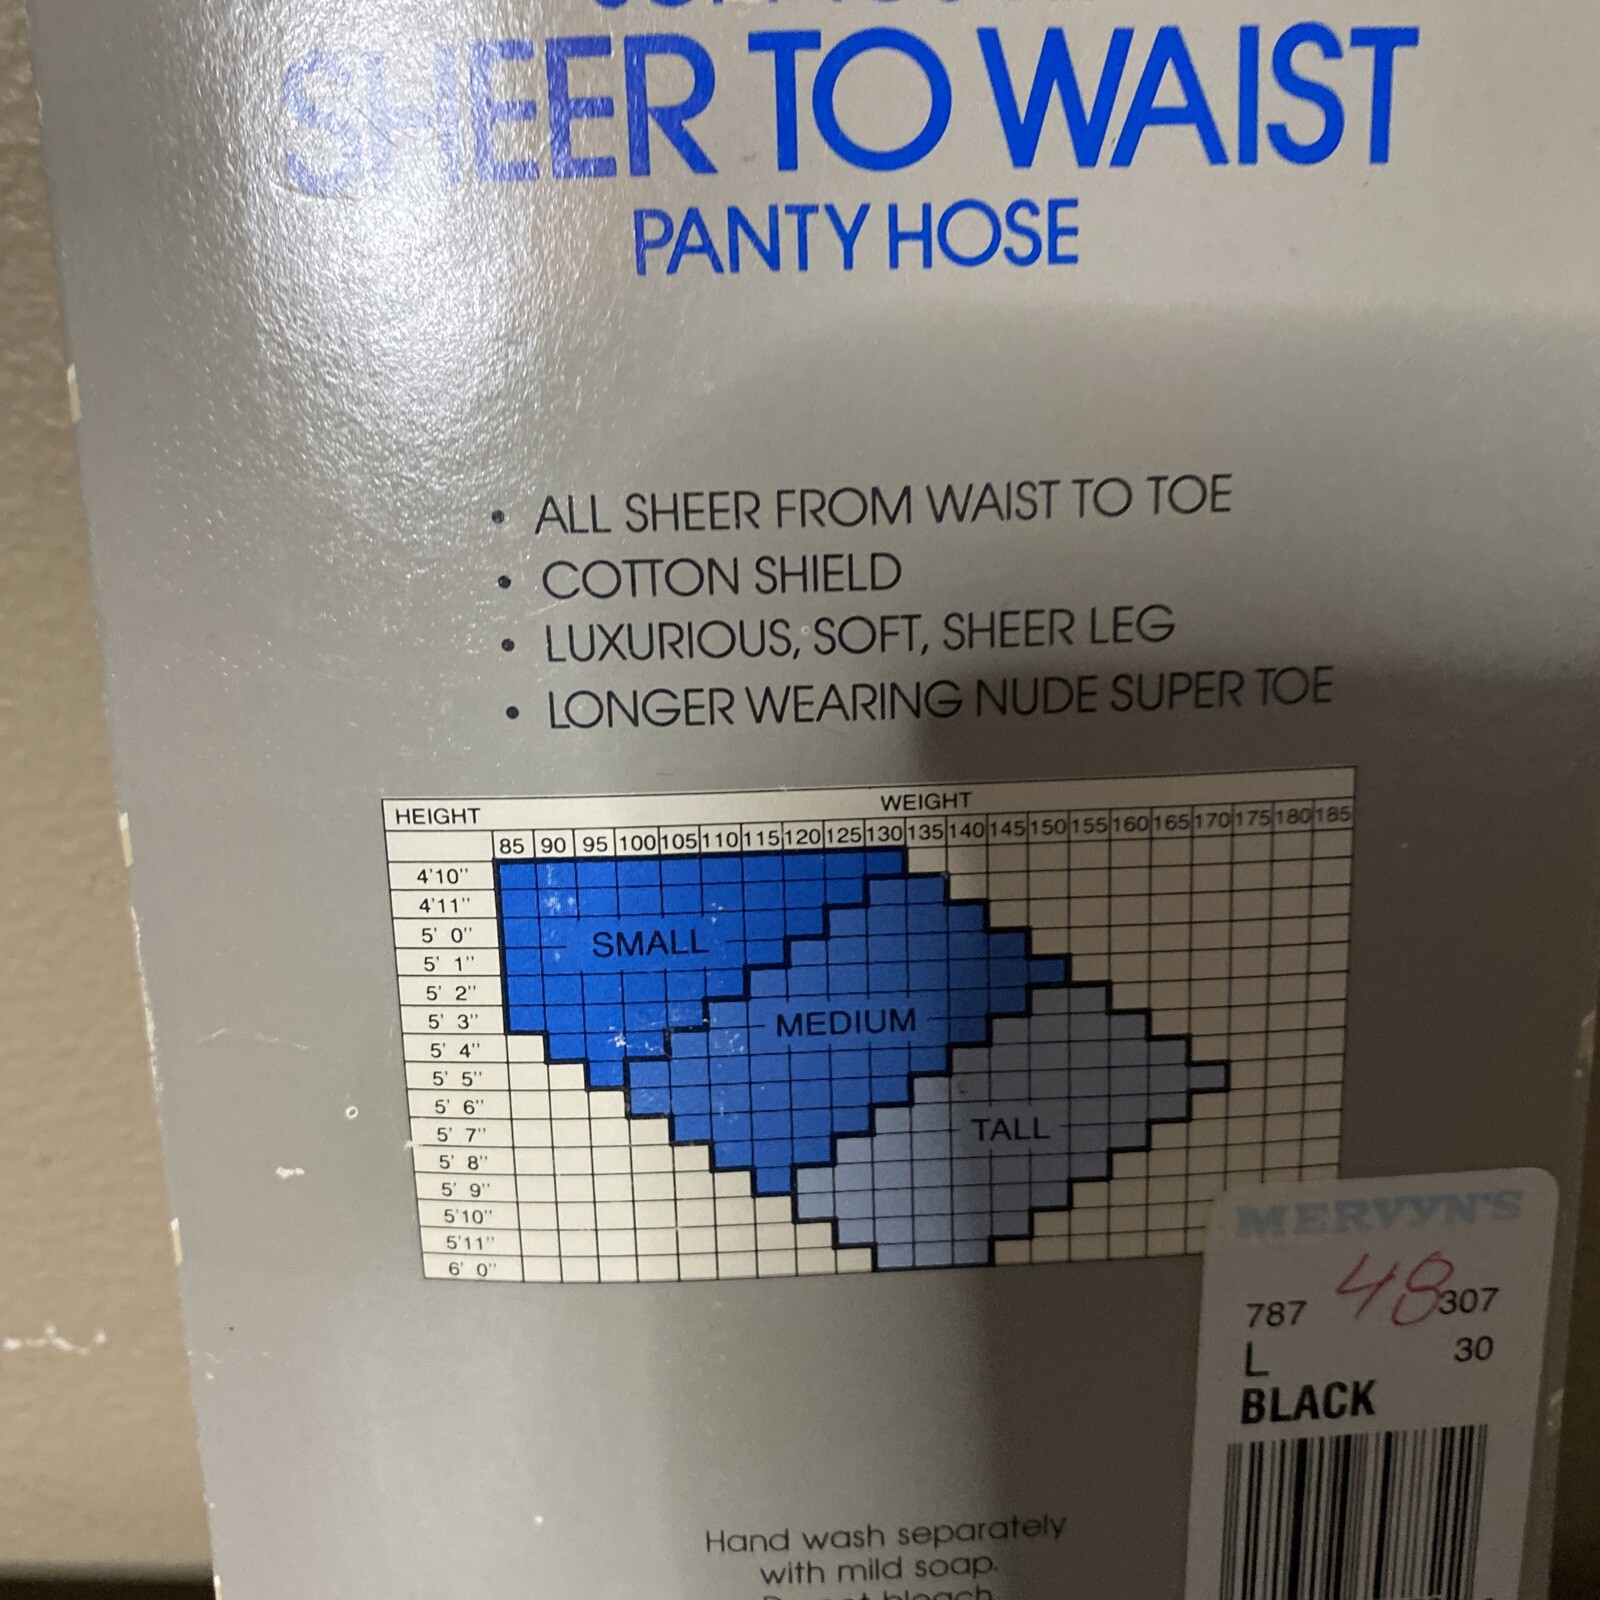 SHEER TO WAIST
PANTY HOSE
• ALL SHEER FROM WAIST TO TOE
• COTTON SHIELD
• LUXURIOUS, SOFT, SHEER LEG
• LONGER WEARING NUDE SUPER TOE
HEIGHT WEIGHT
85 90 95 100 105 110 115 120 125 130 135 140 145 150 155 160 165 170 175 180 185
4'10"
4'11"
5' 0"
SMALL
5' 1"
5' 2"
5' 3"
MEDIUM
5' 4"
5' 5"
5' 6"
5' 7"
TALL
5' 8"
5' 9"
5'10"
5'11"
6' 0"
MERVYN'S
787 48 307
L 30
BLACK
Hand wash separately
with mild soap.
bleach